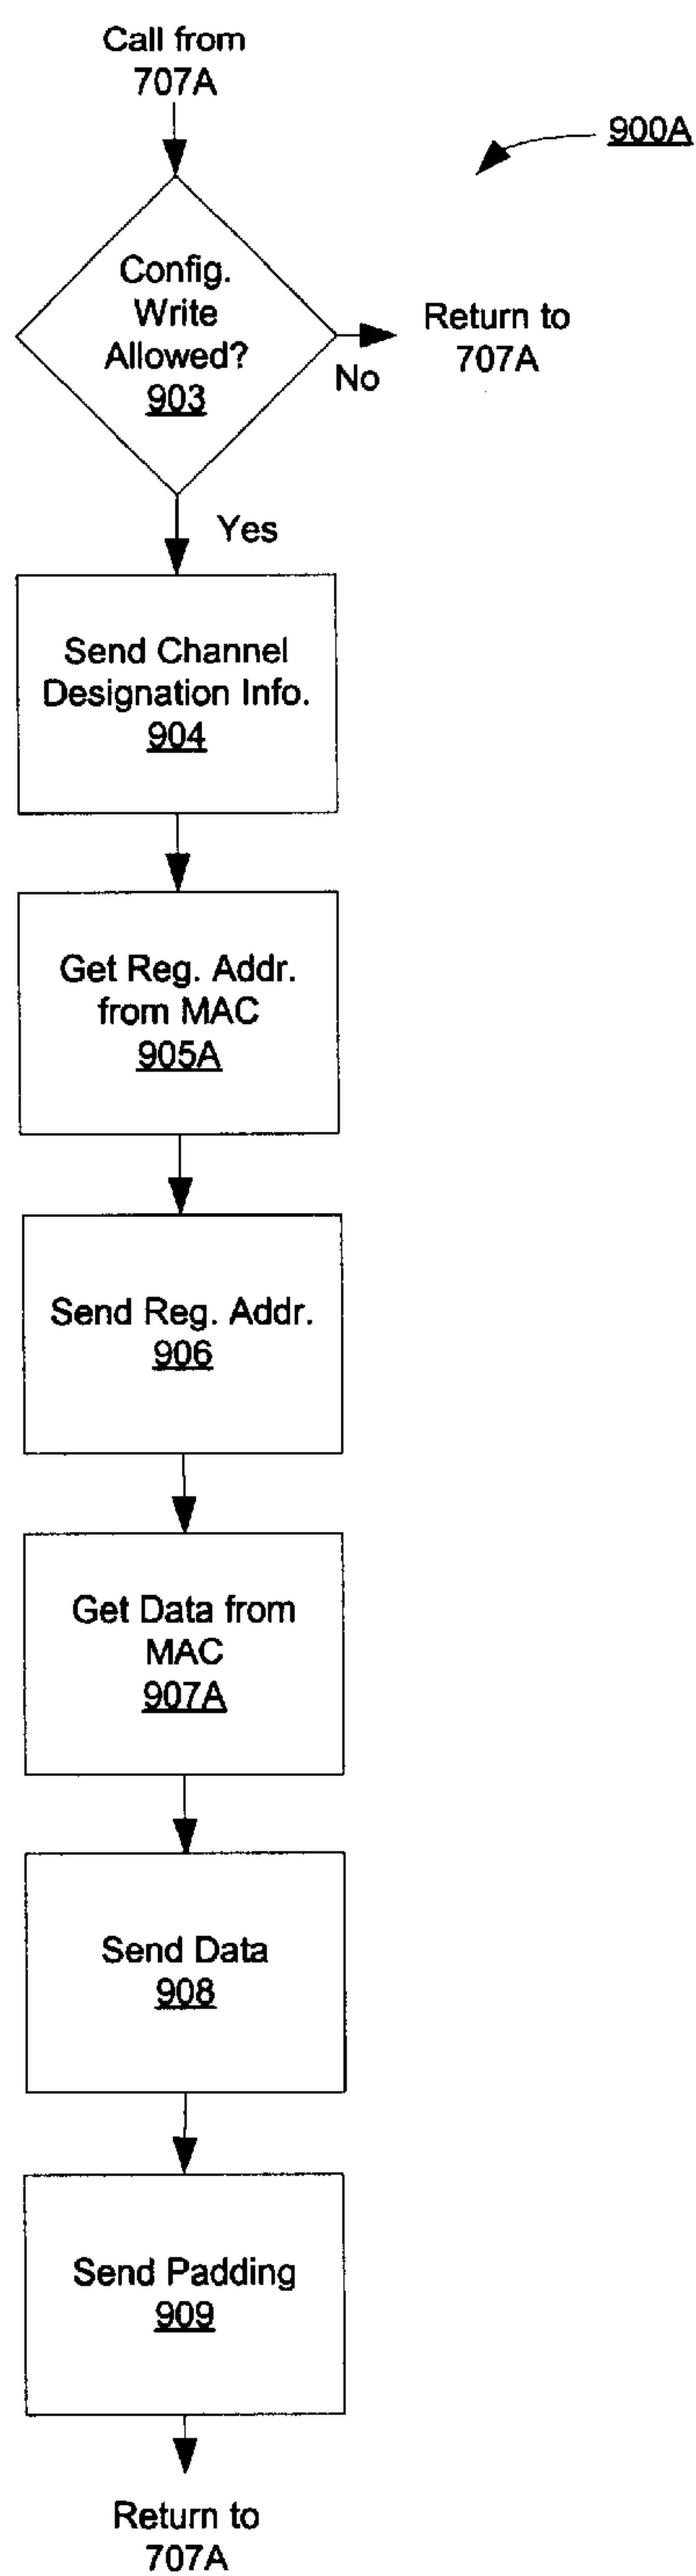 Call from
707A
900A
Config.
Write
Allowed?
903
Return to
707A
No
Yes
Send Channel
Designation Info.
904
Get Reg. Addr.
from MAC
905A
Send Reg. Addr.
906
Get Data from
MAC
907A
Send Data
908
Send Padding
909
Return to
707A